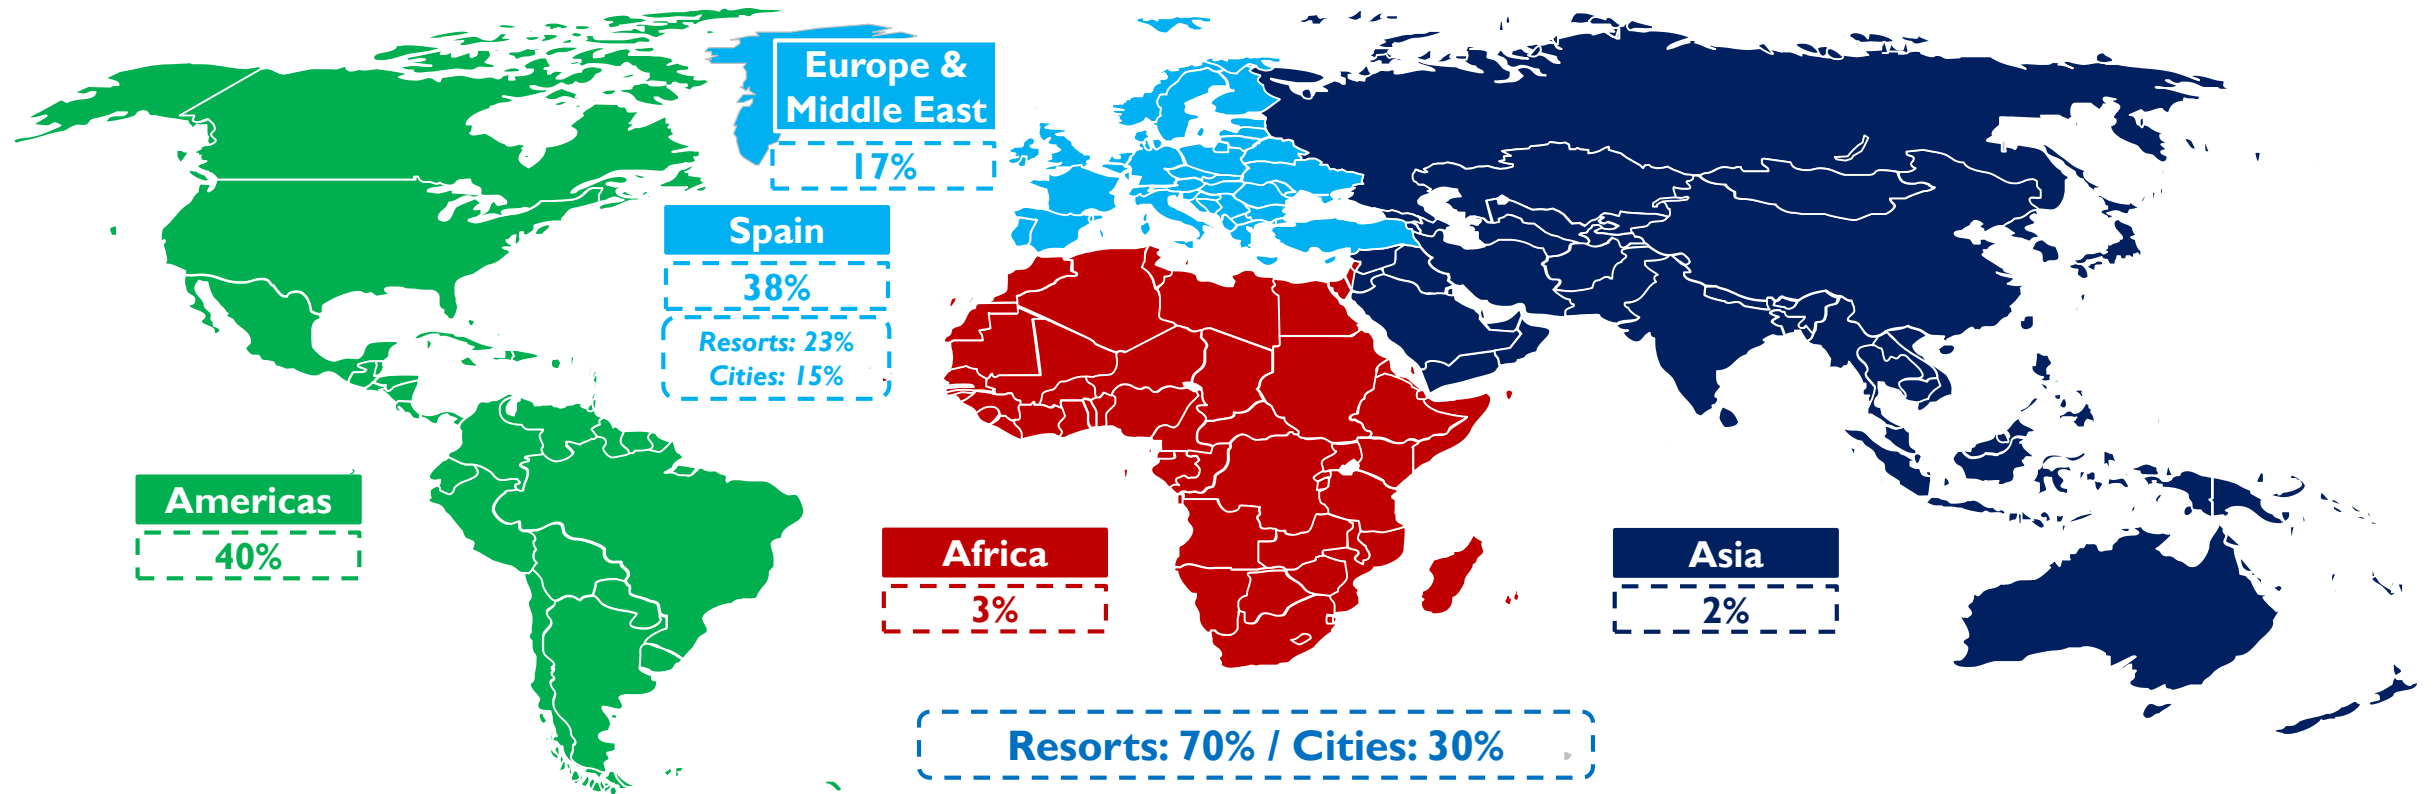 Europe &
Middle East
17%
Spain
38%
Resorts: 23%
Cities: 15%
Americas
40%
Africa
3%
Asia
2%
Resorts: 70% / Cities: 30%